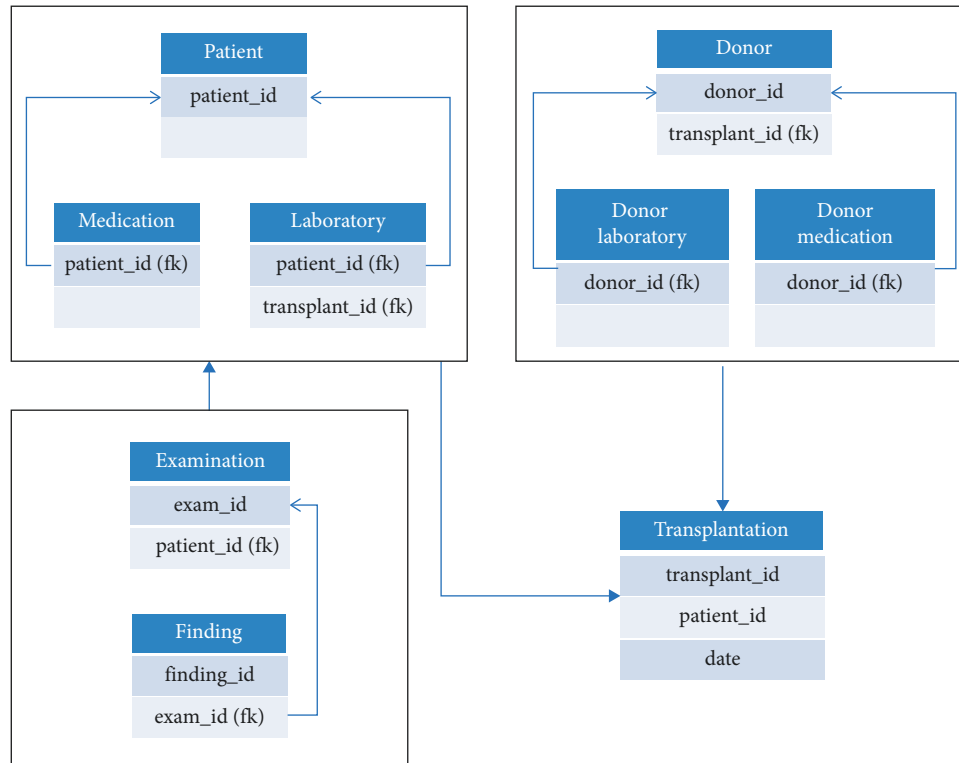 Patient
patient_id
Medication
patient_id (fk)
Laboratory
patient_id (fk)
transplant_id (fk)
Donor
donor_id
transplant_id (fk)
Donor
laboratory
donor_id (fk)
Donor
medication
donor_id (fk)
Examination
exam_id
patient_id (fk)
Finding
finding_id
exam_id (fk)
Transplantation
transplant_id
patient_id
date